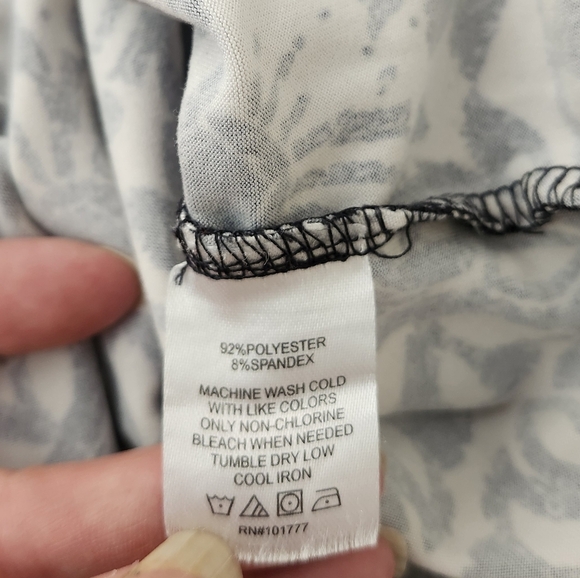 92%POLYESTER
8%SPANDEX
MACHINE WASH COLD
WITH LIKE COLORS
ONLY NON-CHLORINE
BLEACH WHEN NEEDED
TUMBLE DRY LOW
COOL IRON
RN#101777